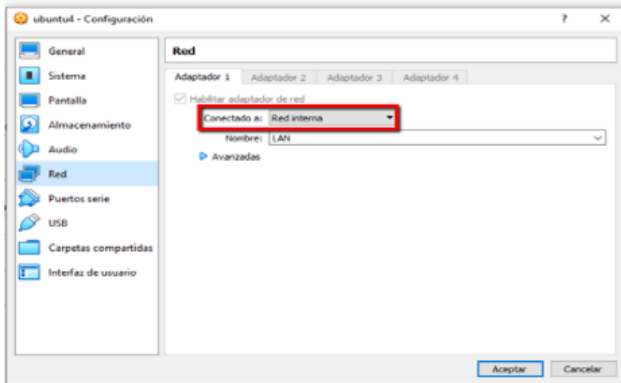 ubuntu4 - Configuración ?
General
Sistema
Pantalla
Almacenamiento
Audio
Red
Puertos serie
USB
Carpetas compartidas
Interfaz de usuario
Red
Adaptador 1 Adaptador 2 Adaptador 3 Adaptador 4
Habilitar adaptador de red
Conectado a: Red interna
Nombre: LAN
Avanzadas
Aceptar Cancelar